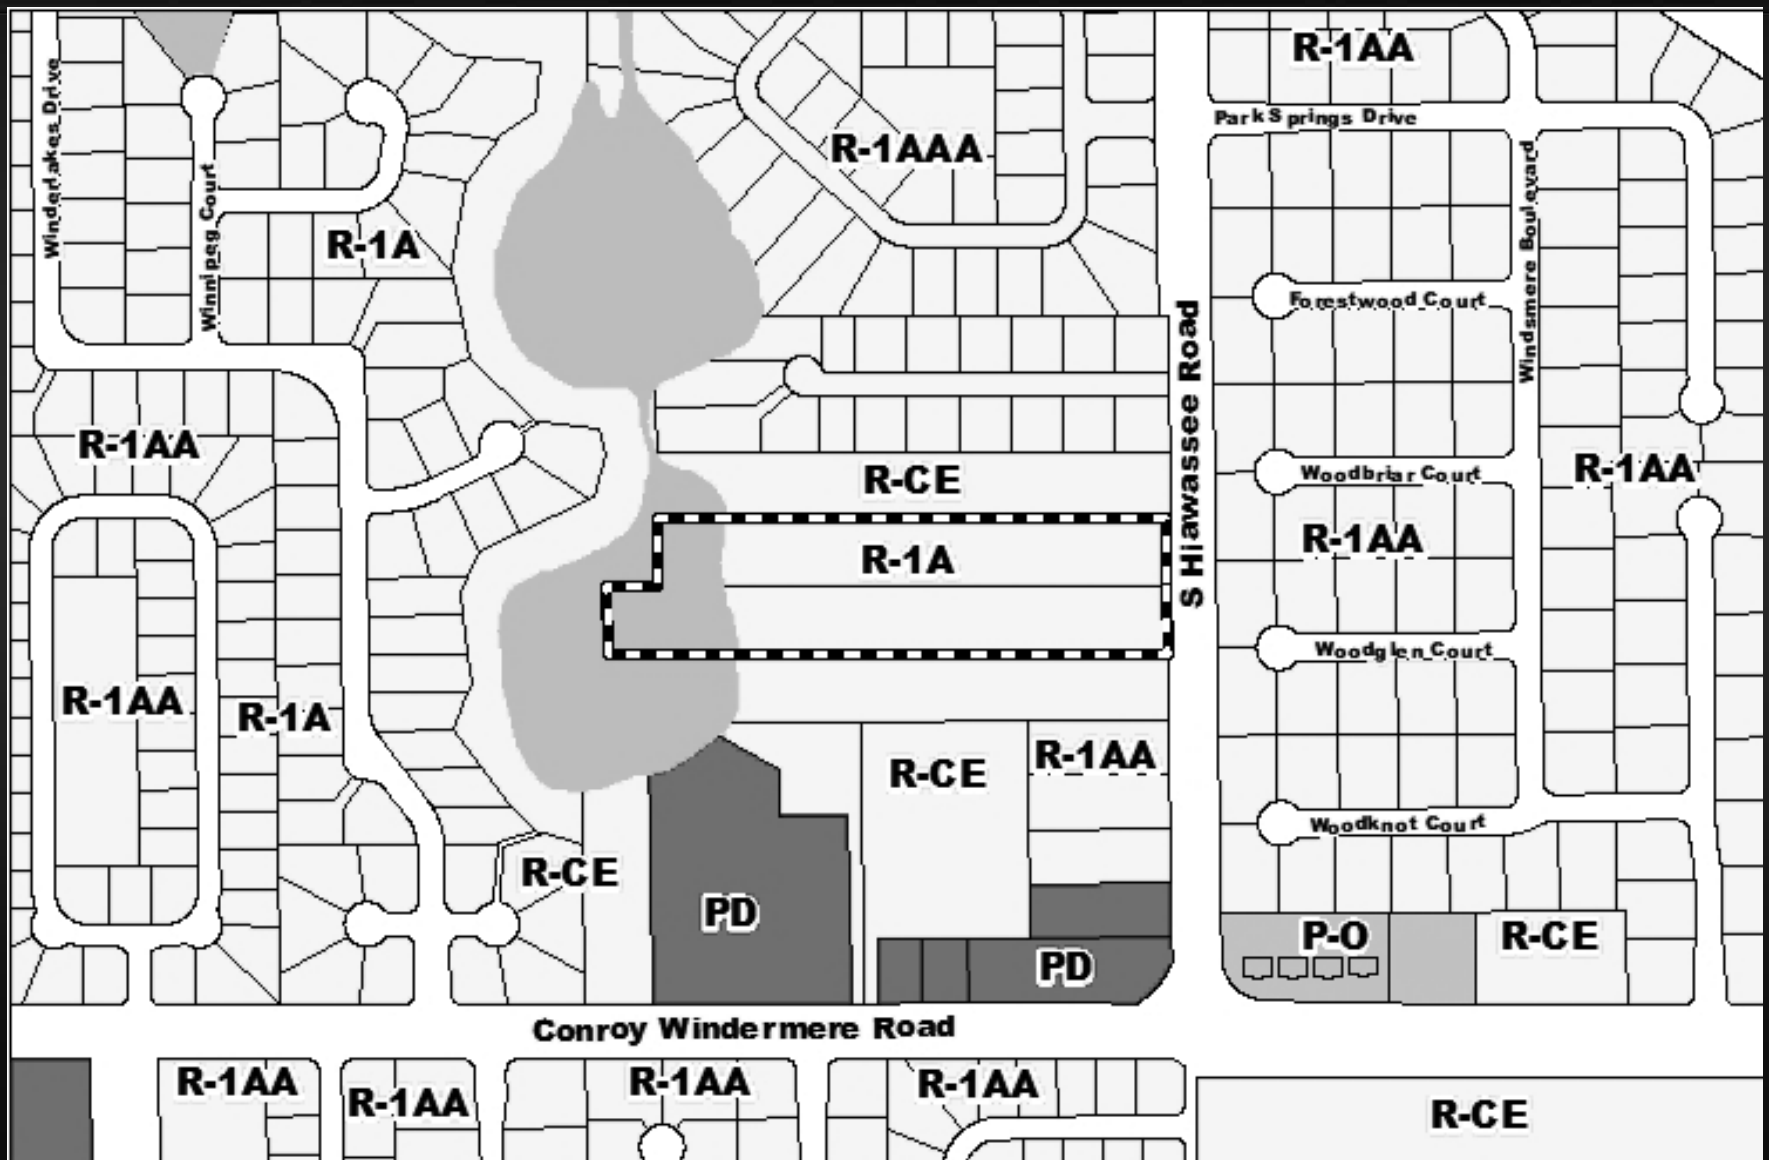 R-1AA
Park Springs Drive
Winderlakes Drive
R-1AAA
Winnipeg Court
Windsmere Boulevard
R-1A
Forestwood Court
S Hiawassee Road
R-1AA
R-CE
R-1AA
Woodbriar Court
R-1A
R-1AA
Woodglen Court
R-1AA
R-1A
R-1AA
R-CE
Woodknot Court
R-CE
PD
P-O
R-CE
PD
Conroy Windermere Road
R-1AA
R-1AA
R-1AA
R-1AA
R-CE